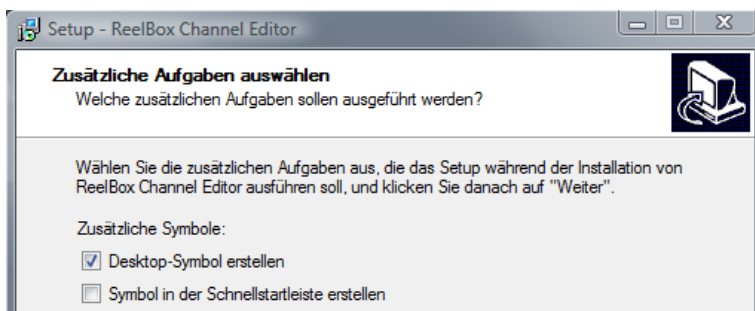 Setup - ReelBox Channel Editor
Zusätzliche Aufgaben auswählen
Welche zusätzlichen Aufgaben sollen ausgeführt werden?
Wählen Sie die zusätzlichen Aufgaben aus, die das Setup während der Installation von
ReelBox Channel Editor ausführen soll, und klicken Sie danach auf "Weiter".
Zusätzliche Symbole:
Desktop-Symbol erstellen
Symbol in der Schnellstartleiste erstellen